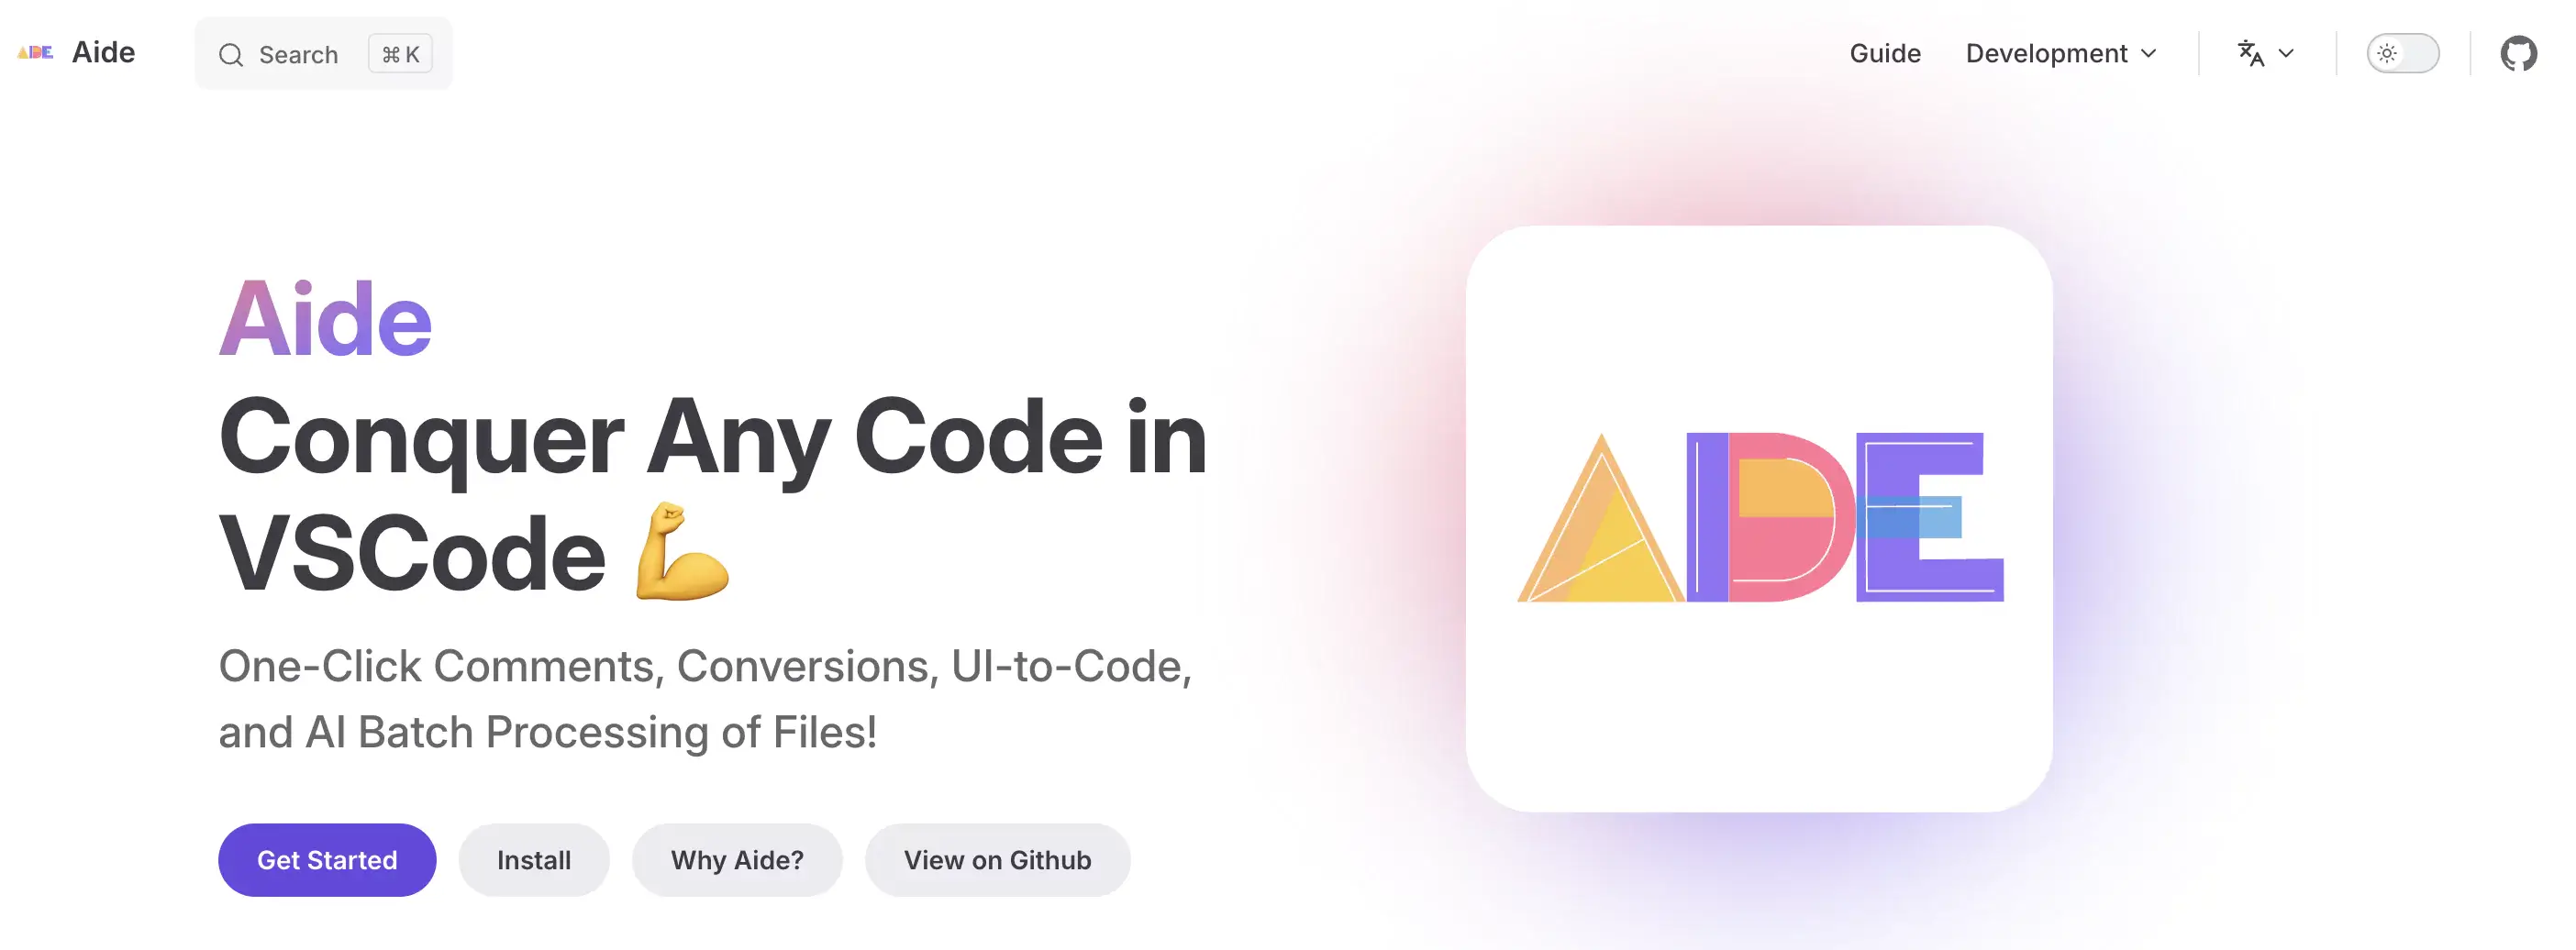 AIDE Aide
Search ⌘ K
Guide Development
Aide
Conquer Any Code in
VSCode 💪
One-Click Comments, Conversions, UI-to-Code,
and AI Batch Processing of Files!
Get Started Install Why Aide? View on Github
AIDE